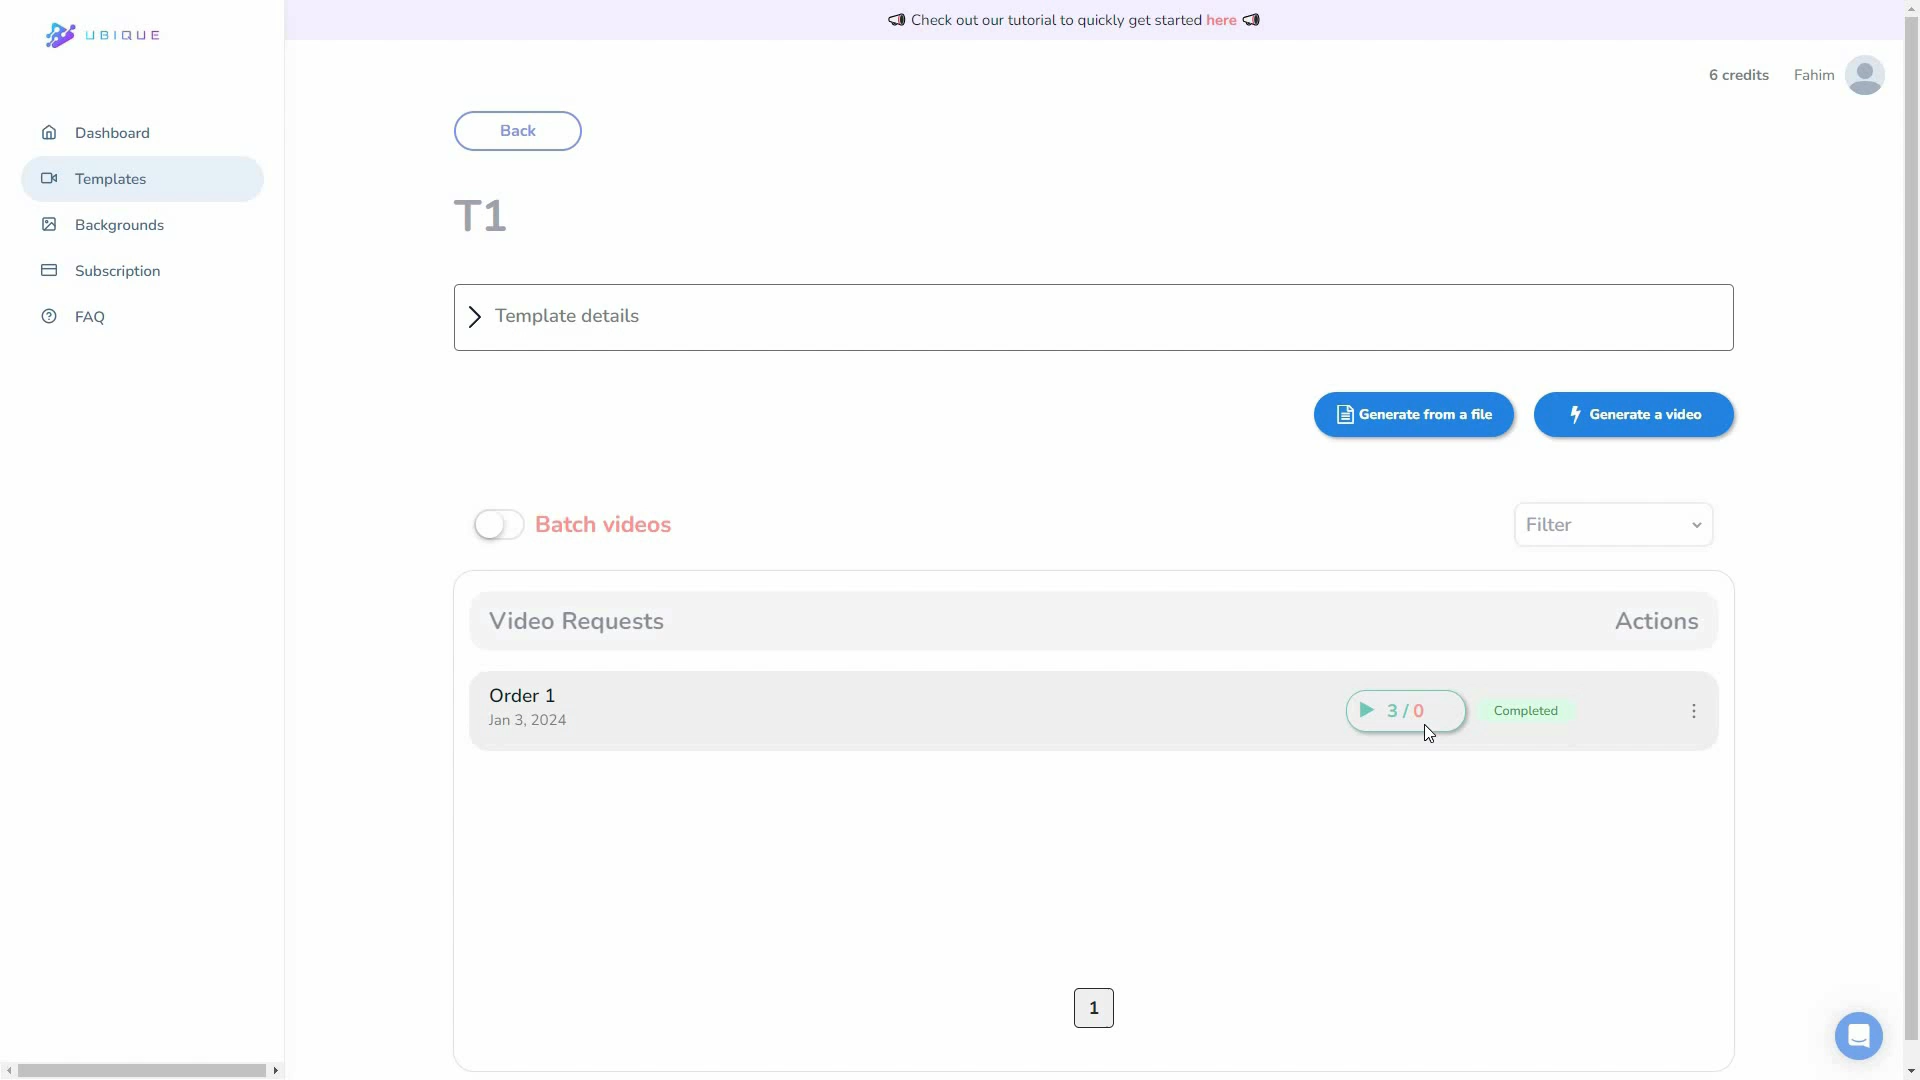 Check out our tutorial to quickly get started here
UBIQUE
6 credits
Fahim
Dashboard
Templates
Backgrounds
Subscription
FAQ
Back
T1
Template details
Generate from a file
Generate a video
Batch videos
Filter
Video Requests
Actions
Order 1
Jan 3, 2024
3 / 0
Completed
1